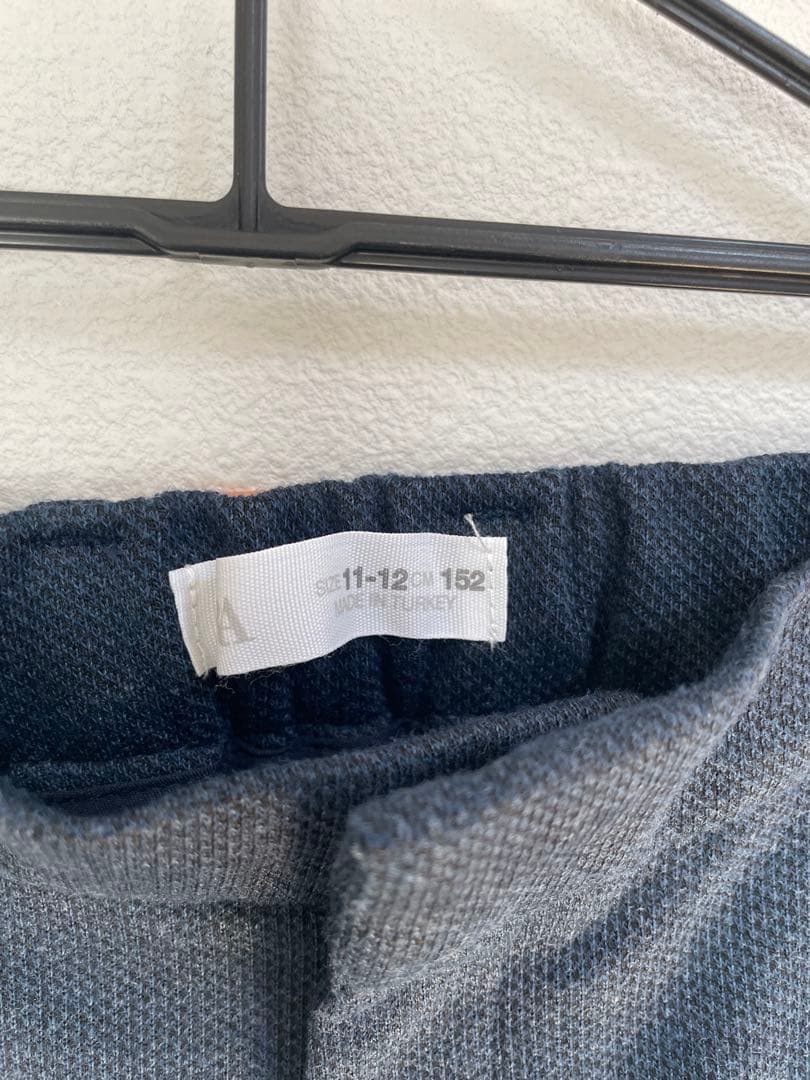 A
SIZE 11-12 CM 152
MADE IN TURKEY